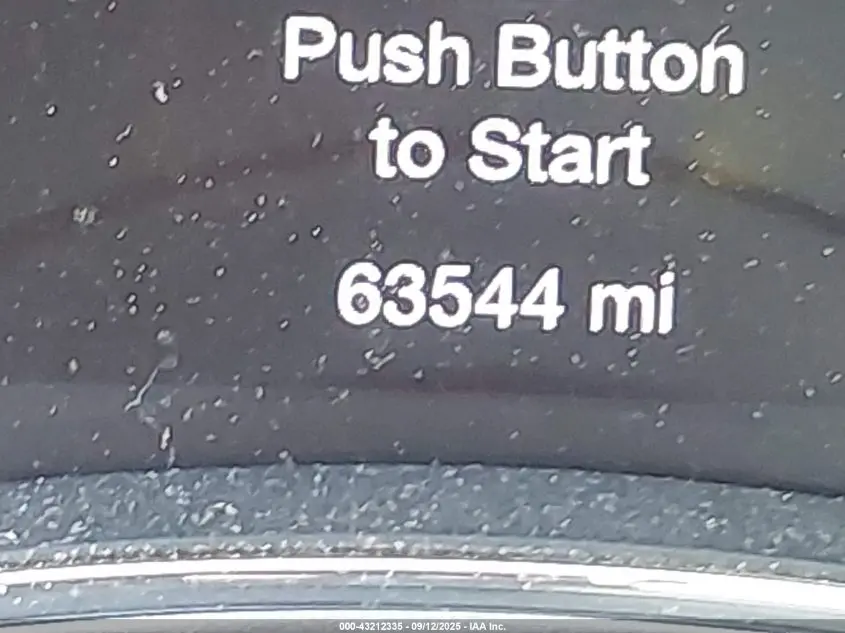 Push Button
to Start
63544 mi
000-43212335 - 09/12/2025 - IAA Inc.